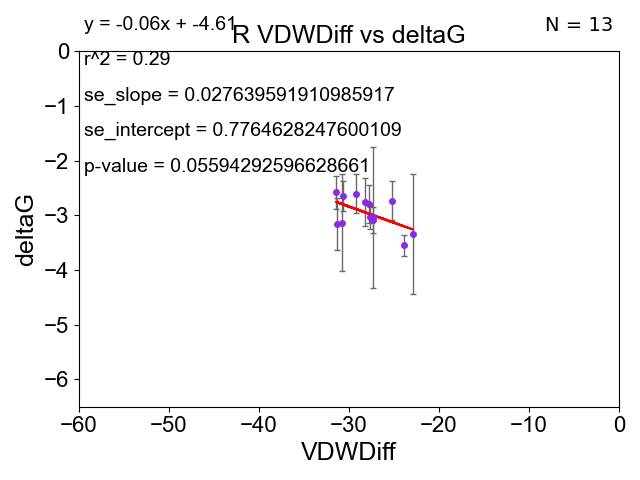 y = -0.06x + -4.61
N = 13
R VDWDiff vs deltaG
r^2 = 0.29
se_slope = 0.027639591910985917
se_intercept = 0.7764628247600109
p-value = 0.05594292596628661
0
−1
−2
−3
−4
−5
−6
deltaG
−60
−50
−40
−30
−20
−10
0
VDWDiff